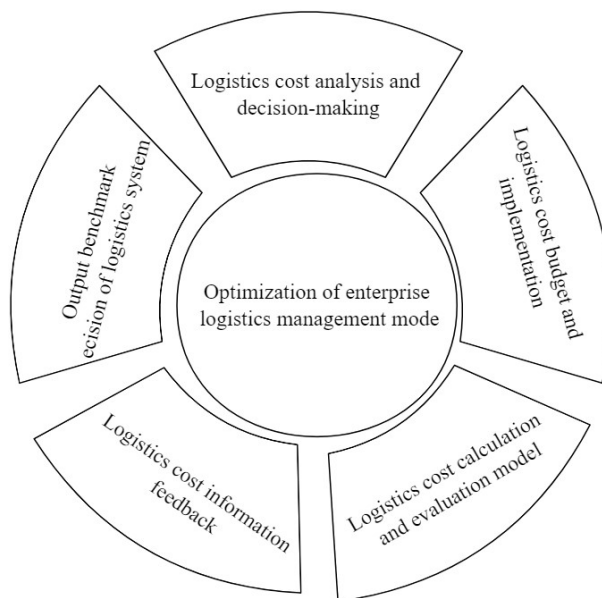 Logistics cost analysis and
decision-making
Logistics cost budget and
implementation
Logistics cost calculation
and evaluation model
Logistics cost information
feedback
Output benchmark
ecision of logistics system
Optimization of enterprise
logistics management mode